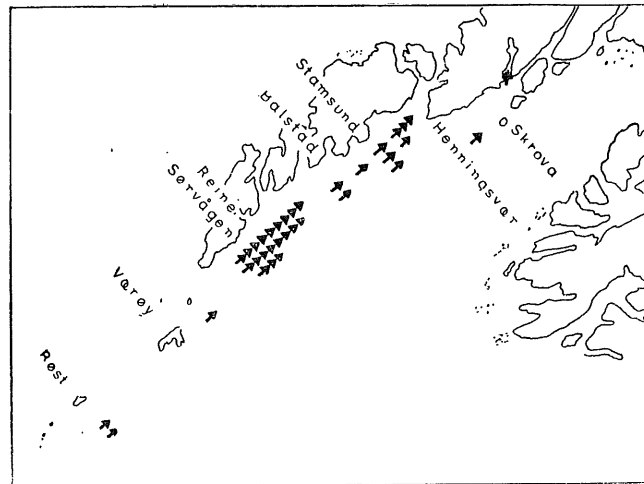 Stamsund
Balstad
Henningsvær
Skrova
Reine
Sørvågen
Værøy
Røst